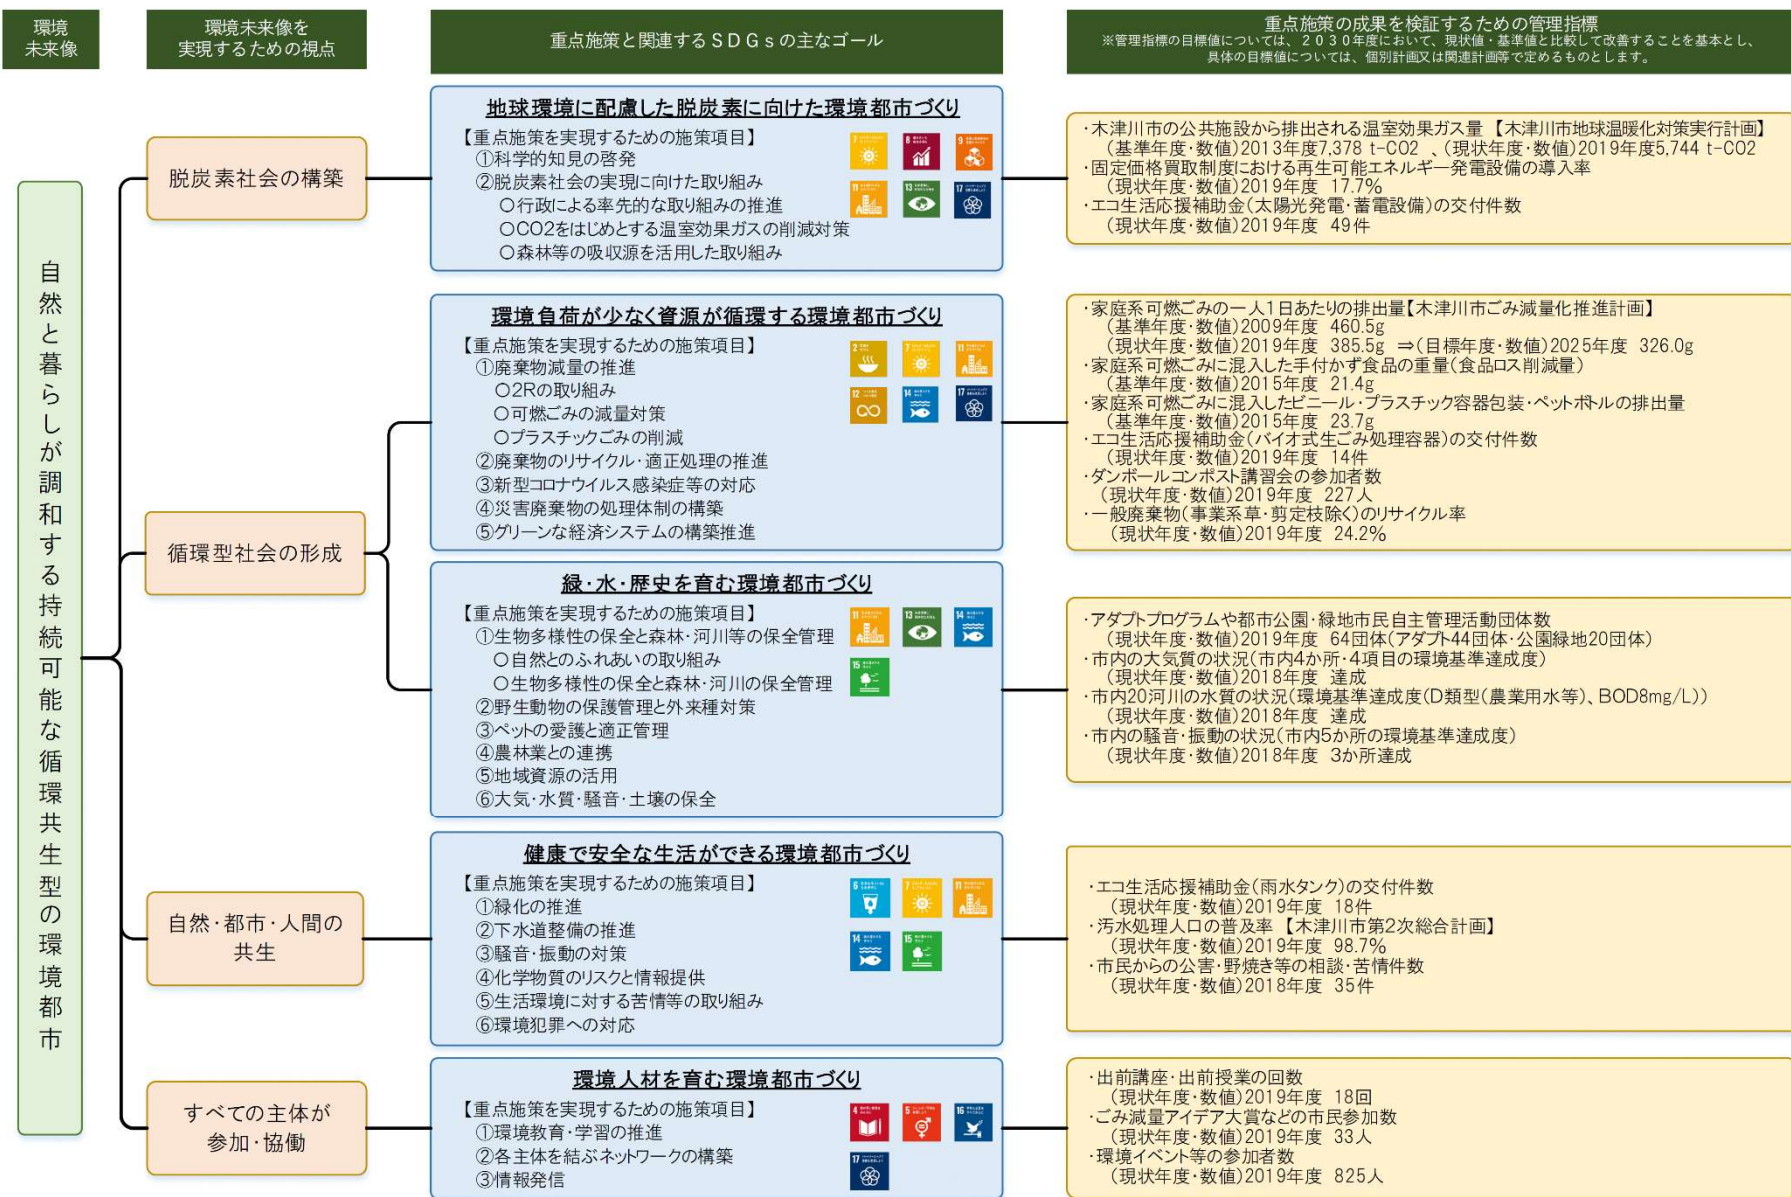 環境
未来像
環境未来像を
実現するための視点
重点施策と関連するSDGsの主なゴール
重点施策の成果を検証するための管理指標
※管理指標の目標値については、2030年度において、現状値・基準値と比較して改善することを基本とし、
具体の目標値については、個別計画又は関連計画等で定めるものとします。
自然と暮らしが調和する持続可能な循環共生型の環境都市
脱炭素社会の構築
地球環境に配慮した脱炭素に向けた環境都市づくり
【重点施策を実現するための施策項目】
①科学的知見の啓発
②脱炭素社会の実現に向けた取り組み
○行政による率先的な取り組みの推進
○CO2をはじめとする温室効果ガスの削減対策
○森林等の吸収源を活用した取り組み
7
8
9
11
13
17
・木津川市の公共施設から排出される温室効果ガス量 【木津川市地球温暖化対策実行計画】
(基準年度・数値)2013年度7,378 t-CO2 、(現状年度・数値)2019年度5,744 t-CO2
・固定価格買取制度における再生可能エネルギー発電設備の導入率
(現状年度・数値)2019年度 17.7%
・エコ生活応援補助金(太陽光発電・蓄電設備)の交付件数
(現状年度・数値)2019年度 49件
循環型社会の形成
環境負荷が少なく資源が循環する環境都市づくり
【重点施策を実現するための施策項目】
①廃棄物減量の推進
○2Rの取り組み
○可燃ごみの減量対策
○プラスチックごみの削減
②廃棄物のリサイクル・適正処理の推進
③新型コロナウイルス感染症等の対応
④災害廃棄物の処理体制の構築
⑤グリーンな経済システムの構築推進
2
7
11
12
14
17
・家庭系可燃ごみの一人1日あたりの排出量【木津川市ごみ減量化推進計画】
(基準年度・数値)2009年度 460.5g
(現状年度・数値)2019年度 385.5g ⇒(目標年度・数値)2025年度 326.0g
・家庭系可燃ごみに混入した手付かず食品の重量(食品ロス削減量)
(基準年度・数値)2015年度 21.4g
・家庭系可燃ごみに混入したビニール・プラスチック容器包装・ペットボトルの排出量
(基準年度・数値)2015年度 23.7g
・エコ生活応援補助金(バイオ式生ごみ処理容器)の交付件数
(現状年度・数値)2019年度 14件
・ダンボールコンポスト講習会の参加者数
(現状年度・数値)2019年度 227人
・一般廃棄物(事業系草・剪定枝除く)のリサイクル率
(現状年度・数値)2019年度 24.2%
緑・水・歴史を育む環境都市づくり
【重点施策を実現するための施策項目】
①生物多様性の保全と森林・河川等の保全管理
○自然とのふれあいの取り組み
○生物多様性の保全と森林・河川の保全管理
②野生動物の保護管理と外来種対策
③ペットの愛護と適正管理
④農林業との連携
⑤地域資源の活用
⑥大気・水質・騒音・土壌の保全
11
13
14
15
・アダプトプログラムや都市公園・緑地市民自主管理活動団体数
(現状年度・数値)2019年度 64団体(アダプト44団体・公園緑地20団体)
・市内の大気質の状況(市内4か所・4項目の環境基準達成度)
(現状年度・数値)2018年度 達成
・市内20河川の水質の状況(環境基準達成度(D類型(農業用水等)、BOD8mg/L))
(現状年度・数値)2018年度 達成
・市内の騒音・振動の状況(市内5か所の環境基準達成度)
(現状年度・数値)2018年度 3か所達成
自然・都市・人間の
共生
健康で安全な生活ができる環境都市づくり
【重点施策を実現するための施策項目】
①緑化の推進
②下水道整備の推進
③騒音・振動の対策
④化学物質のリスクと情報提供
⑤生活環境に対する苦情等の取り組み
⑥環境犯罪への対応
6
7
11
14
15
・エコ生活応援補助金(雨水タンク)の交付件数
(現状年度・数値)2019年度 18件
・汚水処理人口の普及率 【木津川市第2次総合計画】
(現状年度・数値)2019年度 98.7%
・市民からの公害・野焼き等の相談・苦情件数
(現状年度・数値)2018年度 35件
すべての主体が
参加・協働
環境人材を育む環境都市づくり
【重点施策を実現するための施策項目】
①環境教育・学習の推進
②各主体を結ぶネットワークの構築
③情報発信
4
5
16
17
・出前講座・出前授業の回数
(現状年度・数値)2019年度 18回
・ごみ減量アイデア大賞などの市民参加数
(現状年度・数値)2019年度 33人
・環境イベント等の参加者数
(現状年度・数値)2019年度 825人